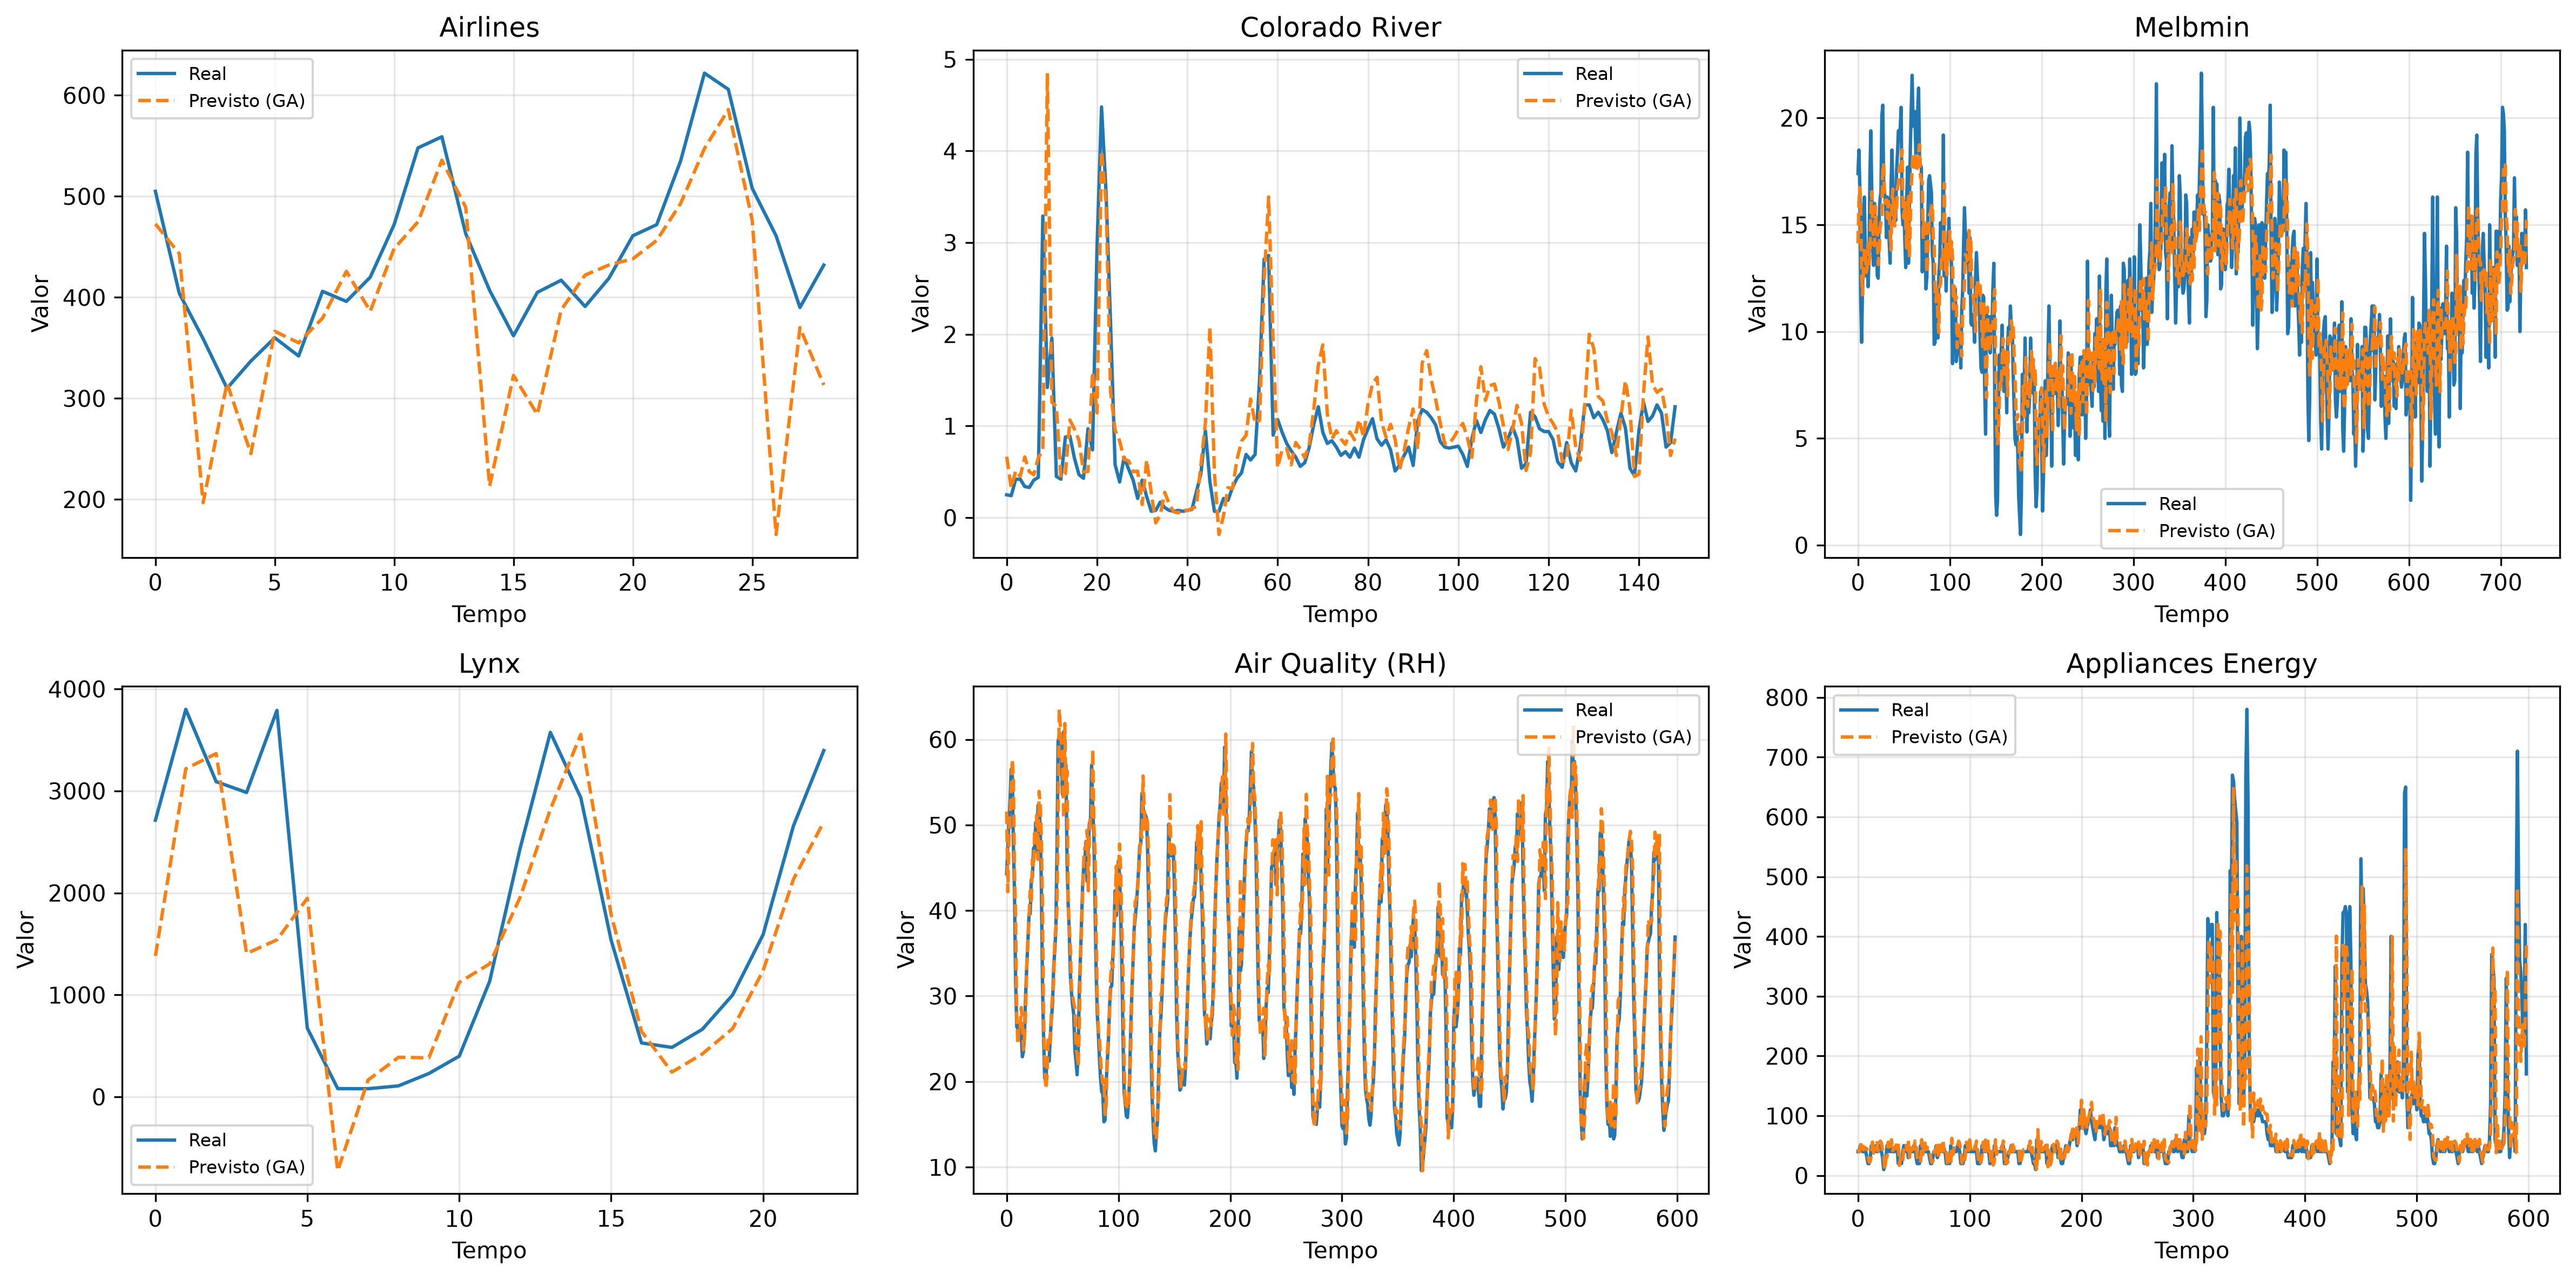 Airlines
Real
Previsto (GA)
Valor
600
500
400
300
200
0 5 10 15 20 25
Tempo
Colorado River
Real
Previsto (GA)
Valor
5
4
3
2
1
0
0 20 40 60 80 100 120 140
Tempo
Melbmin
Real
Previsto (GA)
Valor
20
15
10
5
0
0 100 200 300 400 500 600 700
Tempo
Lynx
Real
Previsto (GA)
Valor
4000
3000
2000
1000
0
0 5 10 15 20
Tempo
Air Quality (RH)
Real
Previsto (GA)
Valor
60
50
40
30
20
10
0 100 200 300 400 500 600
Tempo
Appliances Energy
Real
Previsto (GA)
Valor
800
700
600
500
400
300
200
100
0
0 100 200 300 400 500 600
Tempo